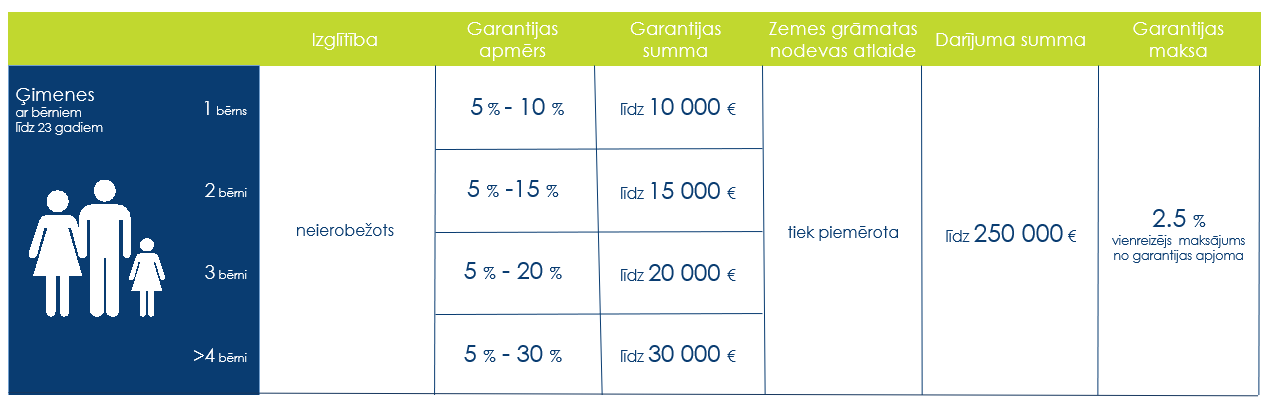 Izglītība
Garantijas
apmērs
Garantijas
summa
Zemes grāmatas
nodevas atlaide
Darījuma summa
Garantijas
maksa
Ģimenes
ar bērniem
līdz 23 gadiem
1 bērns
5 % - 10 %
līdz 10 000 €
2 bērni
5 % -15 %
līdz 15 000 €
neierobežots
tiek piemērota
līdz 250 000 €
2.5 %
vienreizējs maksājums
no garantijas apjoma
3 bērni
5 % - 20 %
līdz 20 000 €
>4 bērni
5 % - 30 %
līdz 30 000 €